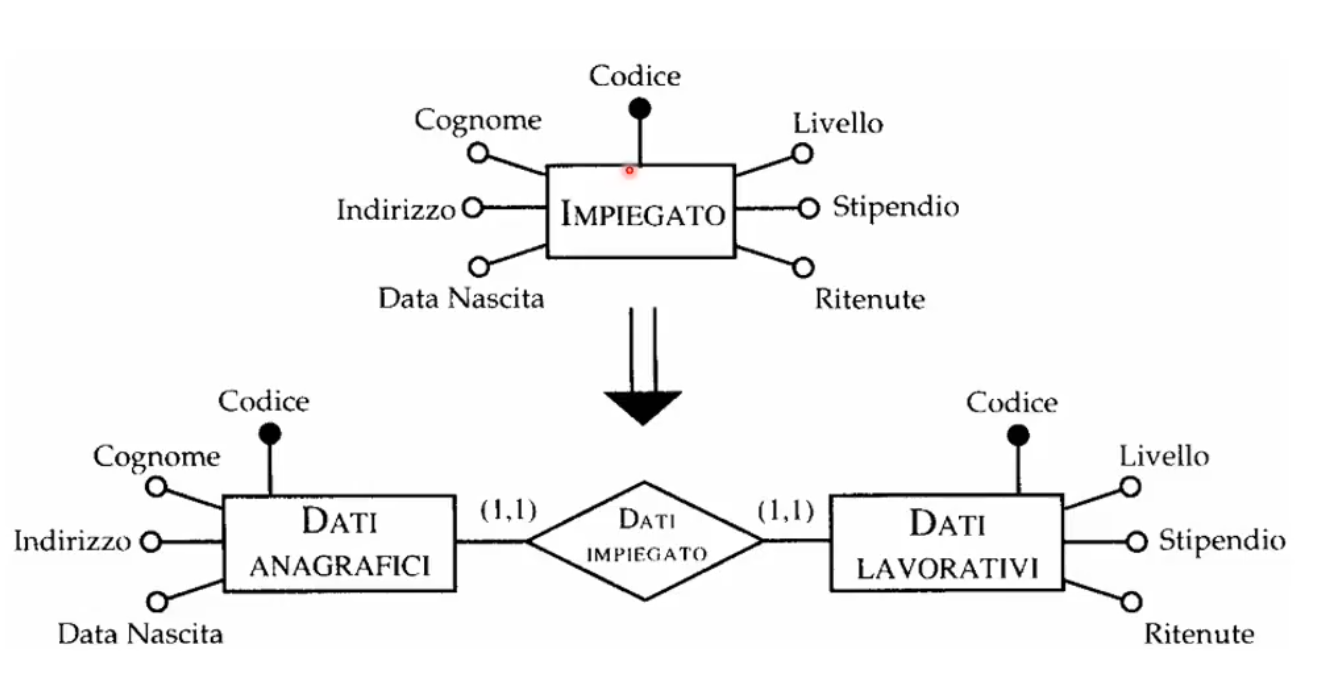 Codice
Cognome
Livello
Indirizzo
IMPIEGATO
Stipendio
Data Nascita
Ritenute
Codice
Codice
Cognome
Livello
(1,1)
(1,1)
DATI
ANAGRAFICI
DATI
IMPIEGATO
DATI
LAVORATIVI
Indirizzo
Stipendio
Data Nascita
Ritenute